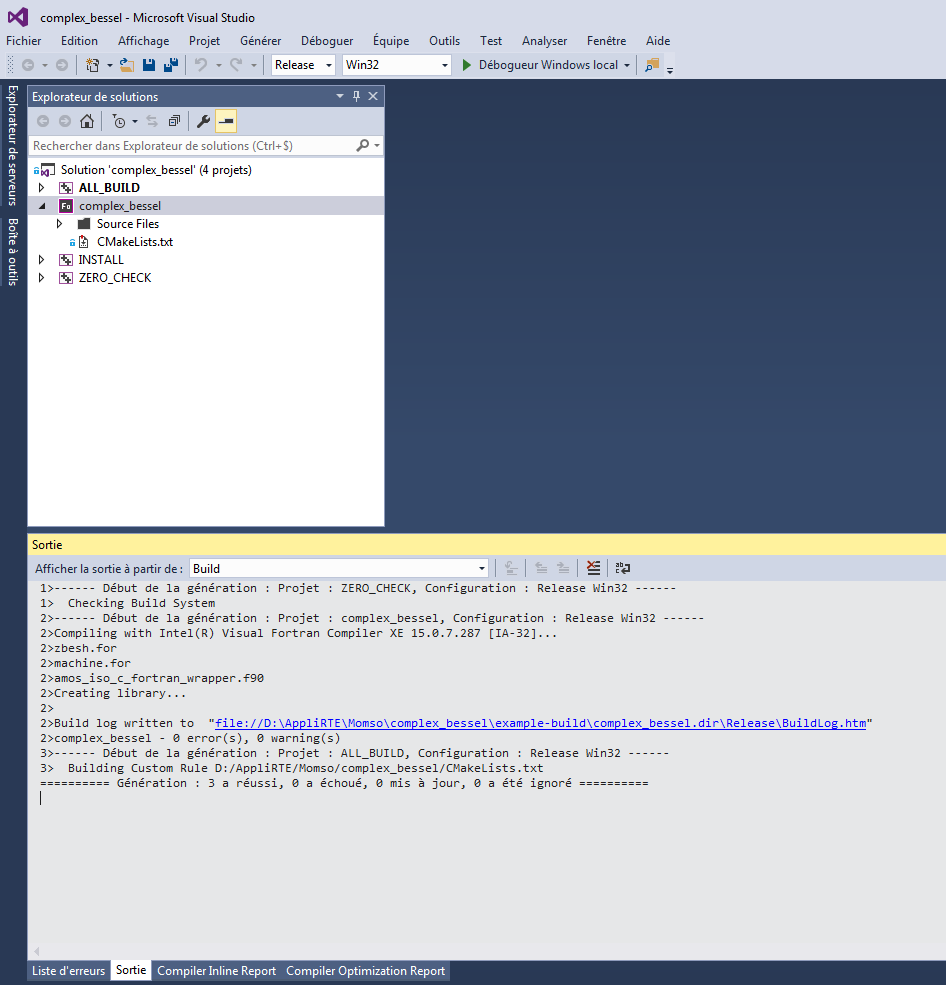 complex_bessel - Microsoft Visual Studio
Fichier Edition Affichage Projet Générer Déboguer Équipe Outils Test Analyser Fenêtre Aide
Release Win32 Débogueur Windows local
Explorateur de serveurs
Boîte à outils
Explorateur de solutions
Rechercher dans Explorateur de solutions (Ctrl+$)
Solution 'complex_bessel' (4 projets)
ALL_BUILD
Fo complex_bessel
Source Files
CMakeLists.txt
INSTALL
ZERO_CHECK
Sortie
Afficher la sortie à partir de : Build
1>------ Début de la génération : Projet : ZERO_CHECK, Configuration : Release Win32 ------
1>  Checking Build System
2>------ Début de la génération : Projet : complex_bessel, Configuration : Release Win32 ------
2>Compiling with Intel(R) Visual Fortran Compiler XE 15.0.7.287 [IA-32]...
2>zbesh.for
2>machine.for
2>amos_iso_c_fortran_wrapper.f90
2>Creating library...
2>
2>Build log written to  "file://D:\AppliRTE\Momso\complex_bessel\example-build\complex_bessel.dir\Release\BuildLog.htm"
2>complex_bessel - 0 error(s), 0 warning(s)
3>------ Début de la génération : Projet : ALL_BUILD, Configuration : Release Win32 ------
3>  Building Custom Rule D:/AppliRTE/Momso/complex_bessel/CMakeLists.txt
========== Génération : 3 a réussi, 0 a échoué, 0 mis à jour, 0 a été ignoré ==========
Liste d'erreurs Sortie Compiler Inline Report Compiler Optimization Report